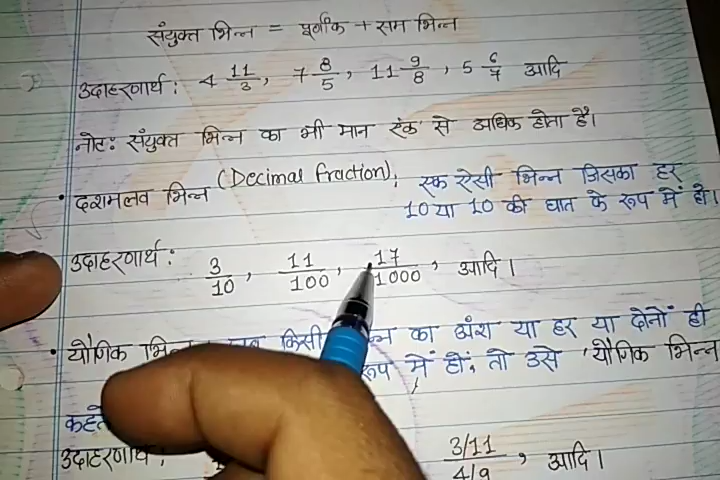 संयुक्त भिन्न = पूर्णांक + सम भिन्न
उदाहरणार्थ: 4 11/3, 7 8/5, 11 9/8, 5 6/7 आदि
नोट: संयुक्त भिन्न का भी मान 'एक' से अधिक होता है।
• दशमलव भिन्न (Decimal fraction): एक ऐसी भिन्न जिसका हर
10 या 10 की घात के रूप में हो।
उदाहरणार्थ: 3/10, 11/100, 17/1000, आदि।
• यौगिक किसी का अंश या हर या दोनों ही
रूप में हों, तो उसे 'यौगिक भिन्न
उदाहरणार्थ: 3/11/4/9, आदि।